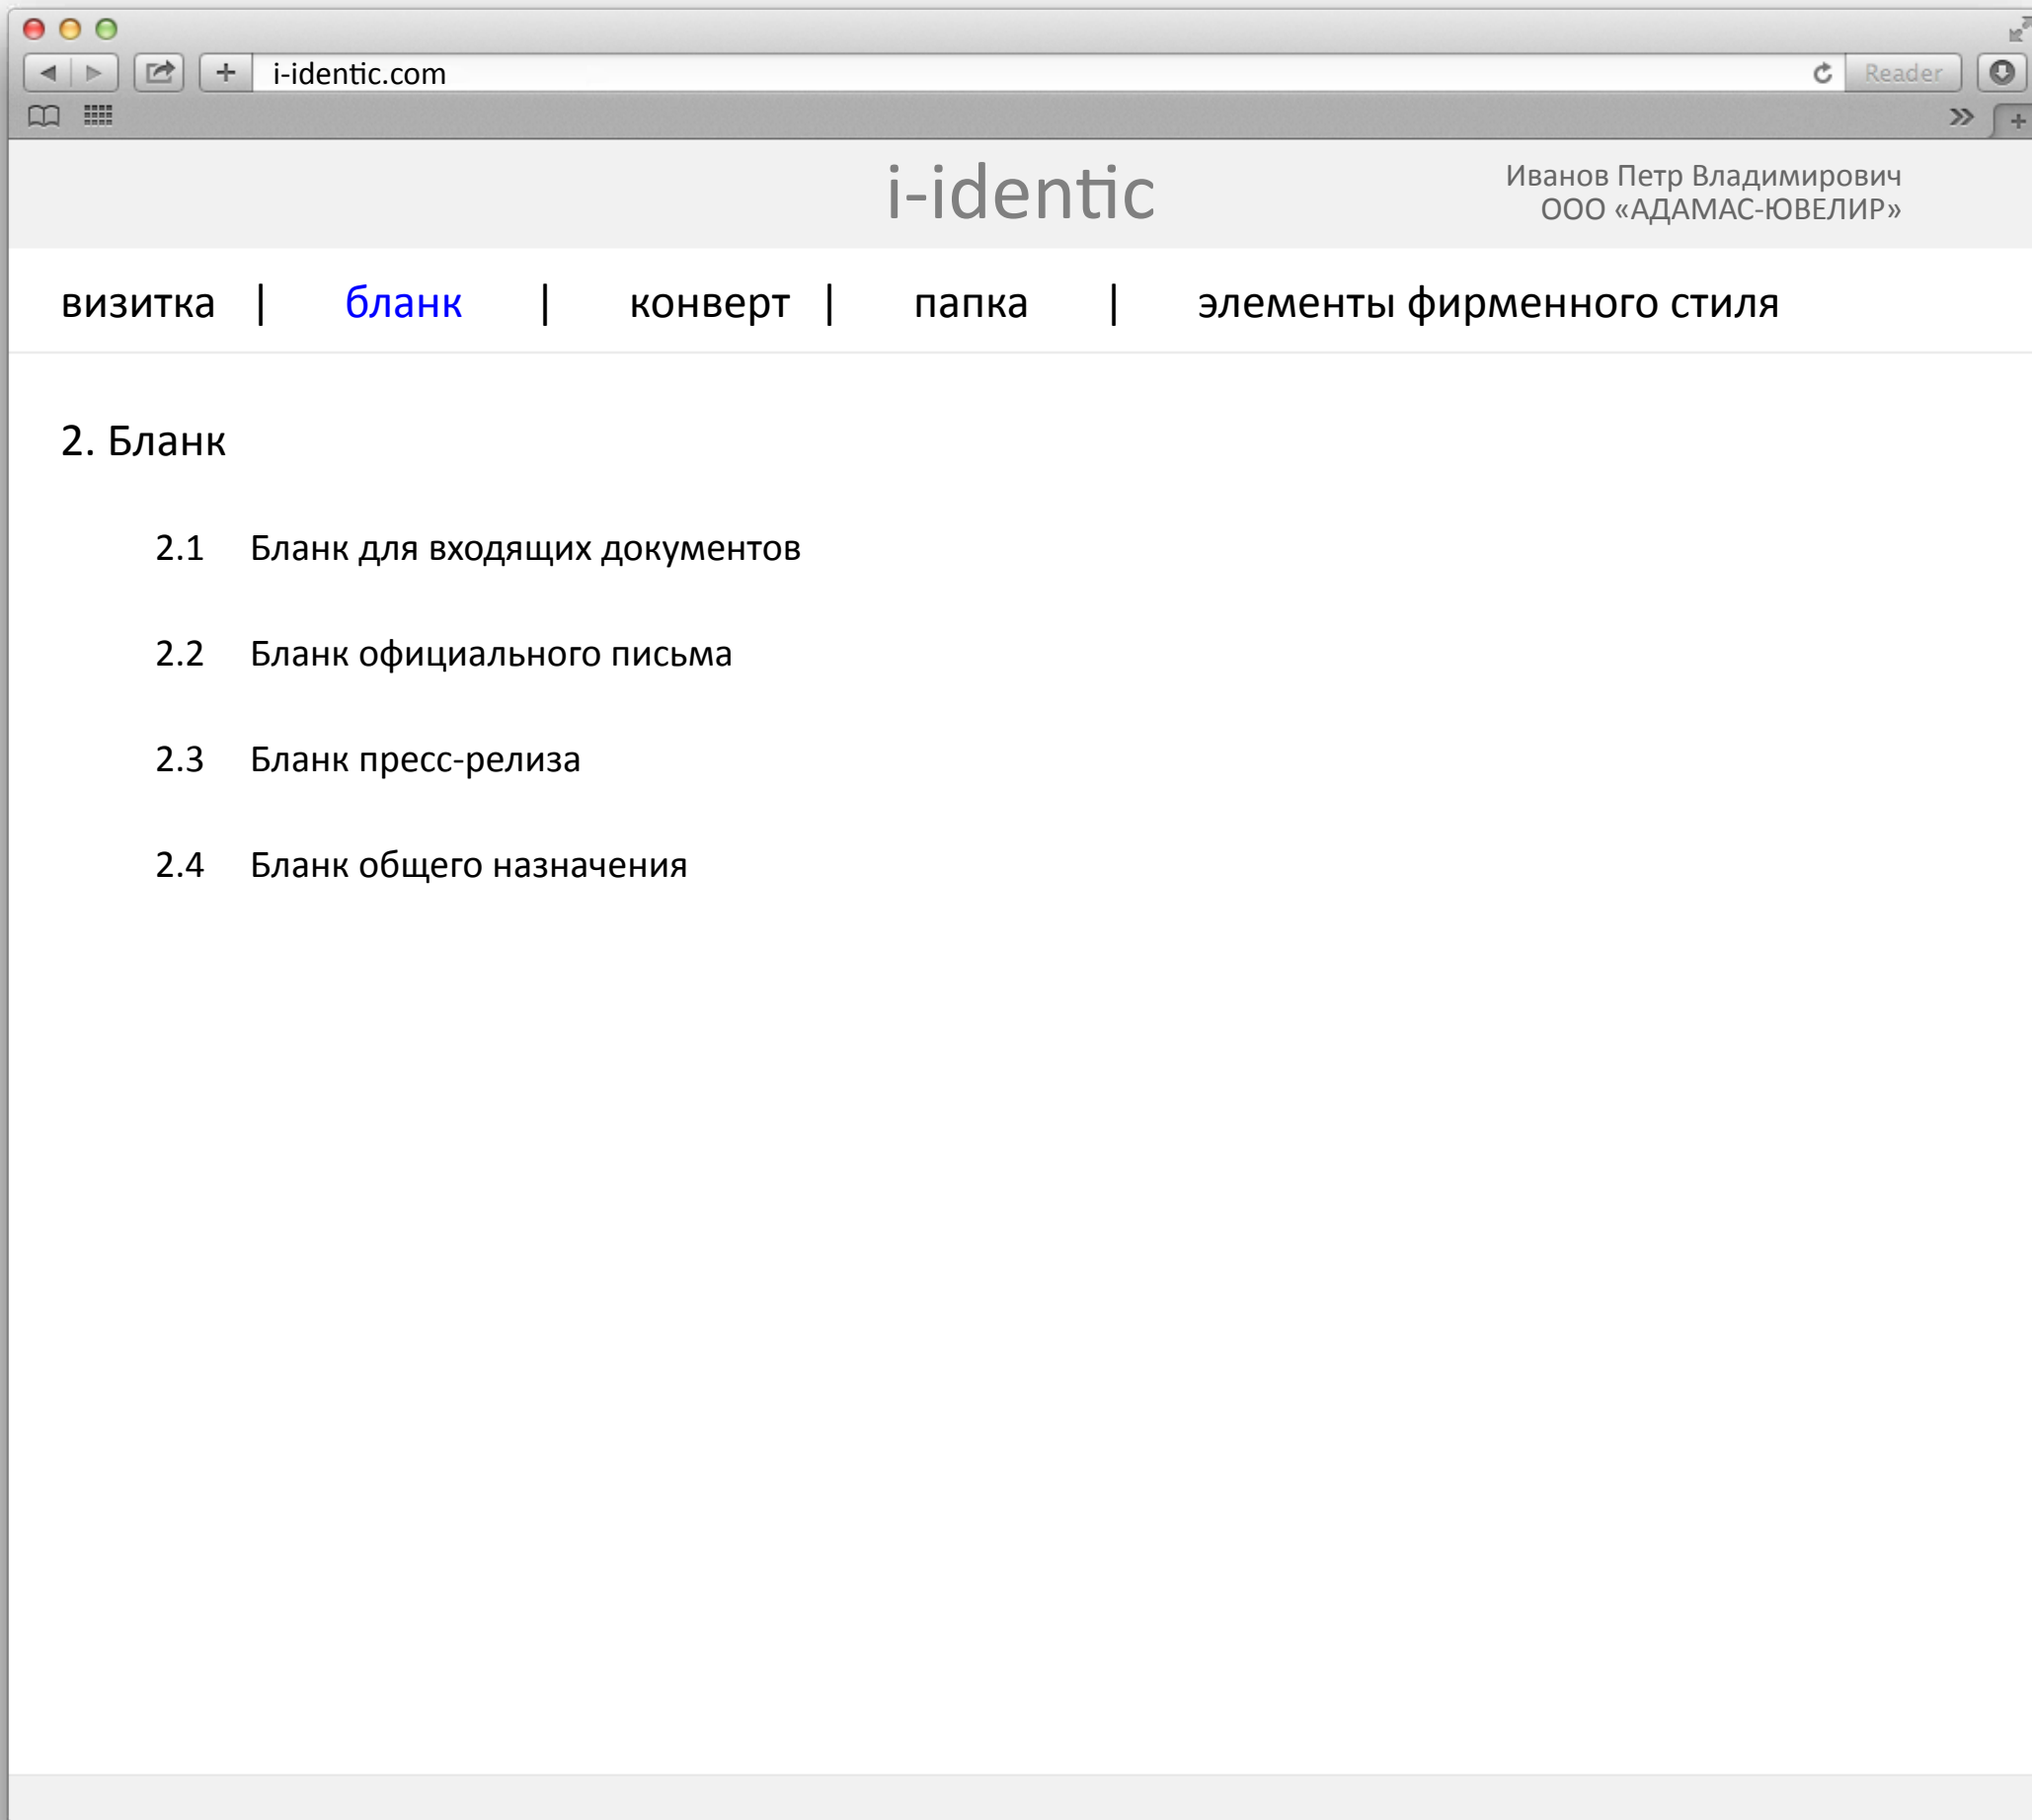 i-identic.com
Reader
i-identic
Иванов Петр Владимирович
ООО «АДАМАС-ЮВЕЛИР»
визитка | бланк | конверт | папка | элементы фирменного стиля
2. Бланк
2.1 Бланк для входящих документов
2.2 Бланк официального письма
2.3 Бланк пресс-релиза
2.4 Бланк общего назначения